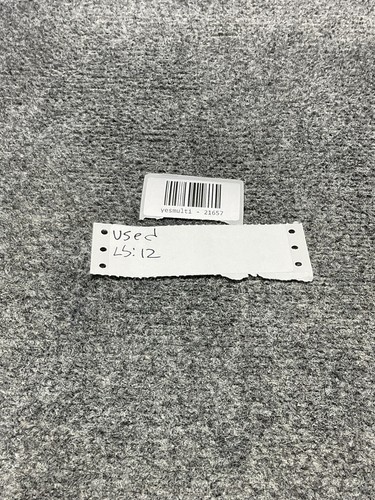 yesmulti - 21657
Used
LS:12